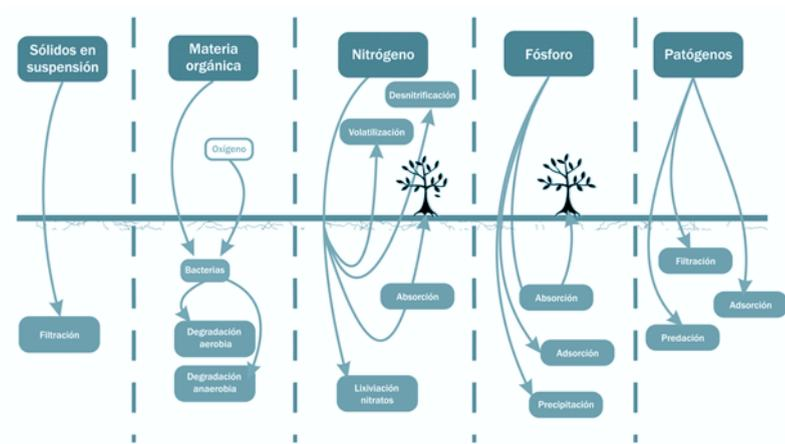 Sólidos en
suspensión
Filtración
Materia
orgánica
Oxígeno
Bacterias
Degradación
aerobia
Degradación
anaerobia
Nitrógeno
Desnitrificación
Volatilización
Absorción
Lixiviación
nitratos
Fósforo
Absorción
Adsorción
Precipitación
Patógenos
Filtración
Adsorción
Predación